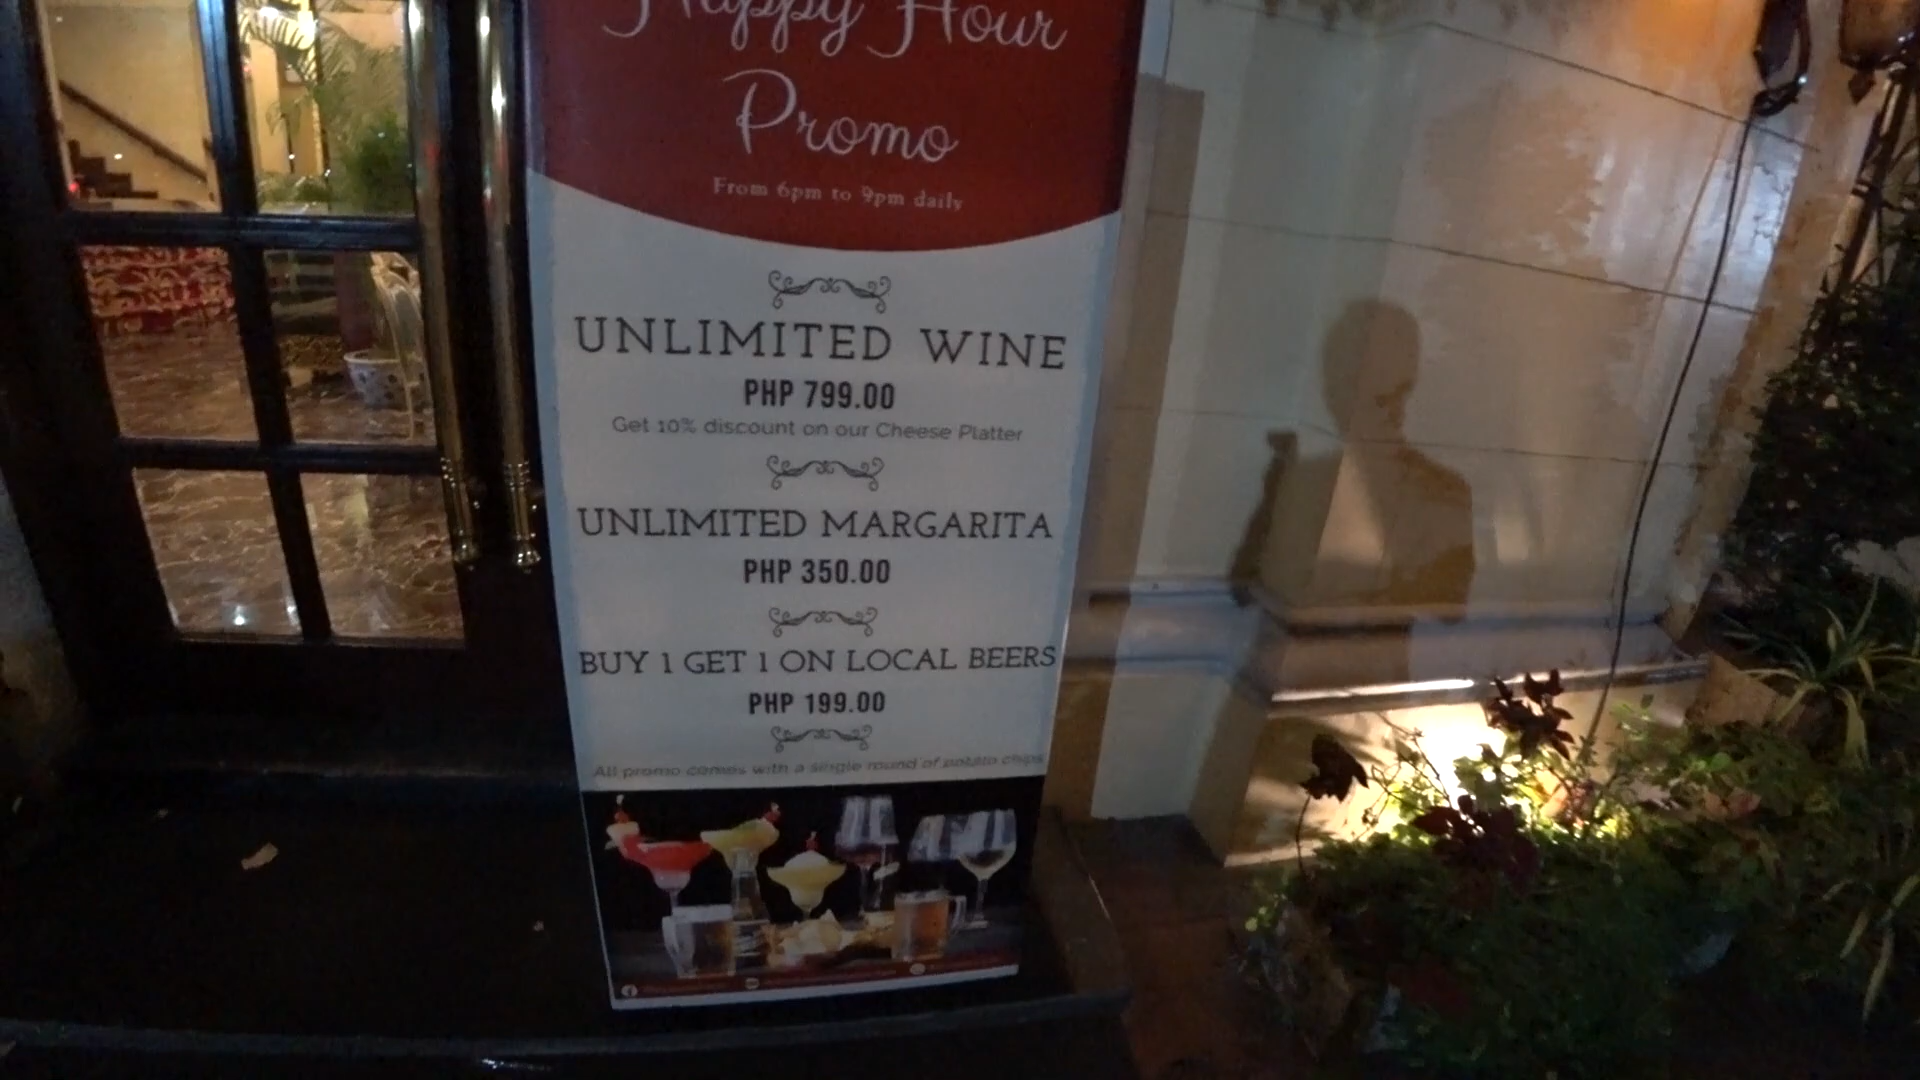 Happy Hour
Promo
From 6pm to 9pm daily
UNLIMITED WINE
PHP 799.00
Get 10% discount on our Cheese Platter
UNLIMITED MARGARITA
PHP 350.00
BUY 1 GET 1 ON LOCAL BEERS
PHP 199.00
All promo comes with a single round of potato chips